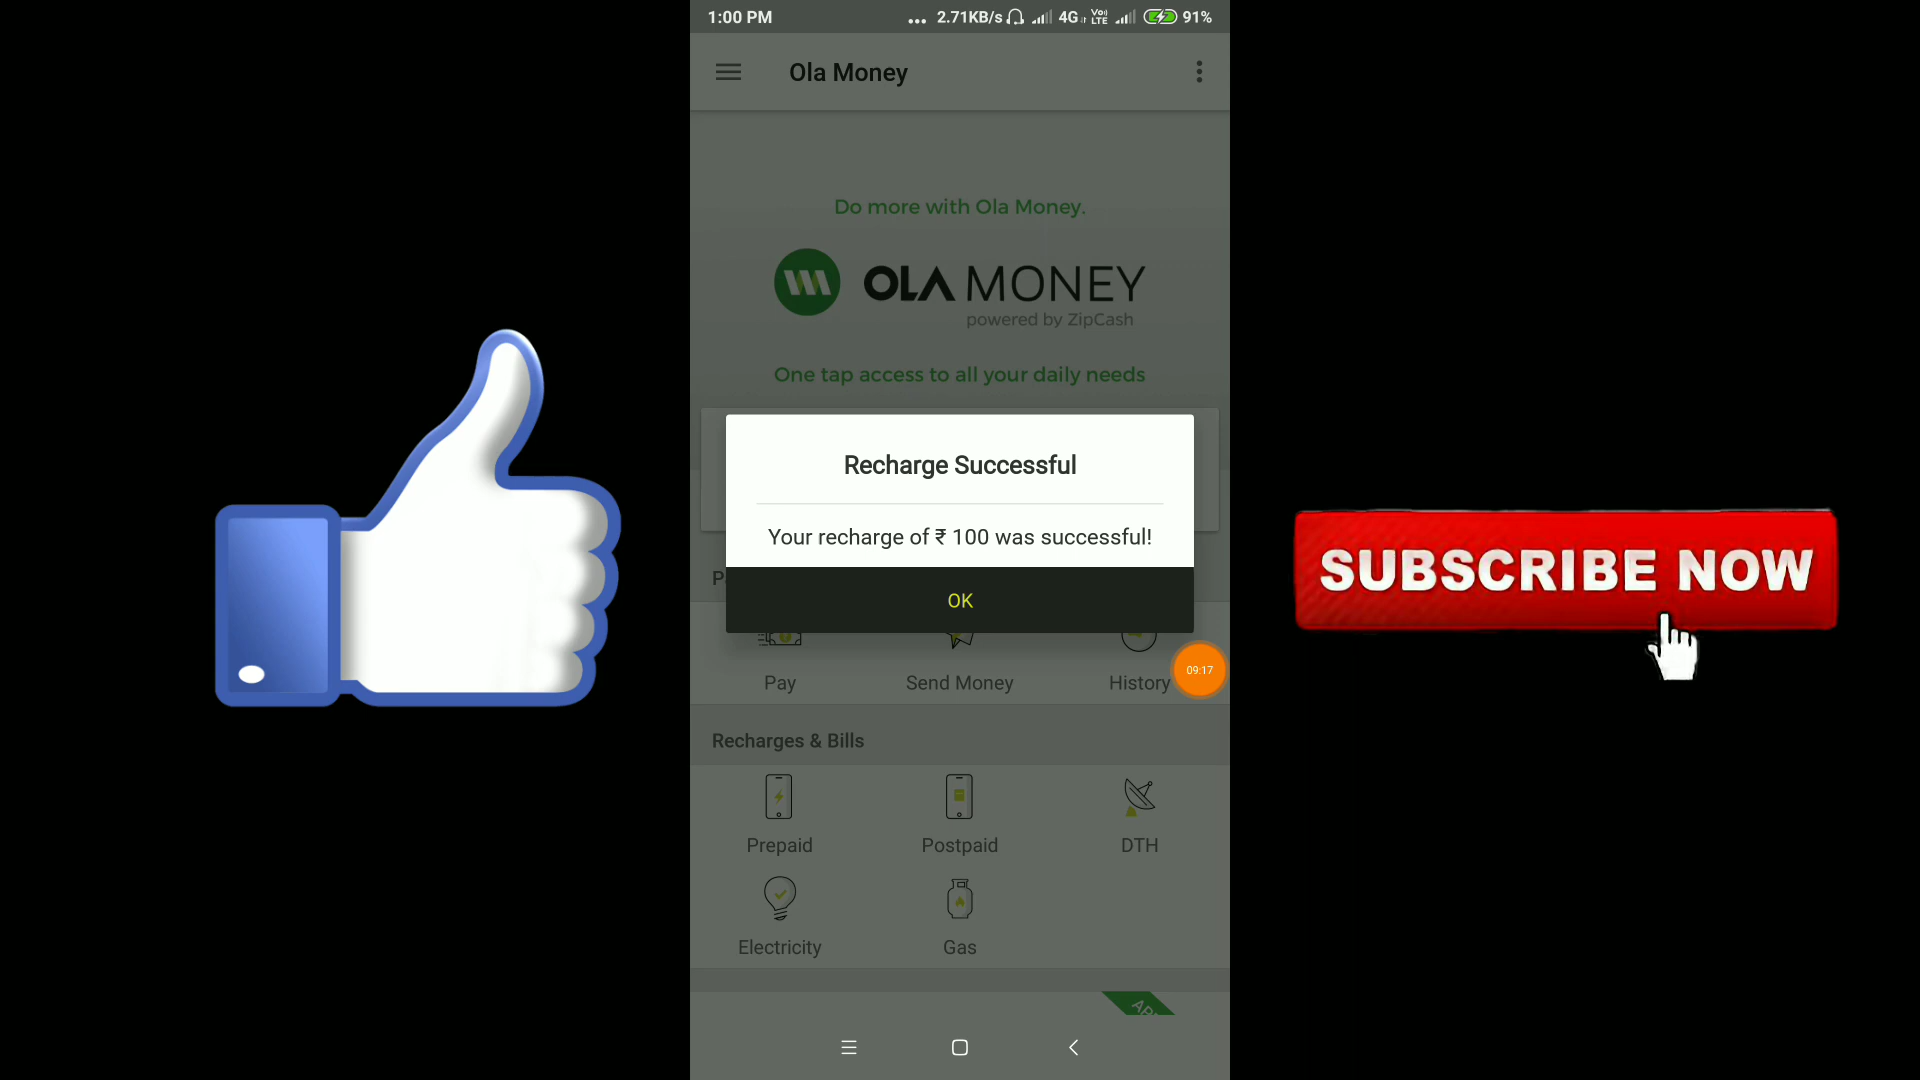 1:00 PM
... 2.71KB/s 4G Vo) LTE 91%
Ola Money
Do more with Ola Money.
OLA MONEY
powered by ZipCash
One tap access to all your daily needs
Recharge Successful
Your recharge of ₹ 100 was successful!
OK
P
09:17
Pay
Send Money
History
Recharges & Bills
Prepaid
Postpaid
DTH
Electricity
Gas
SUBSCRIBE NOW